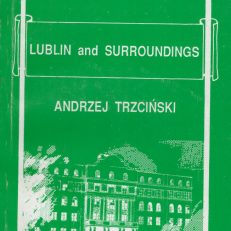 LUBLIN and SURROUNDINGS
ANDRZEJ TRZCIŃSKI